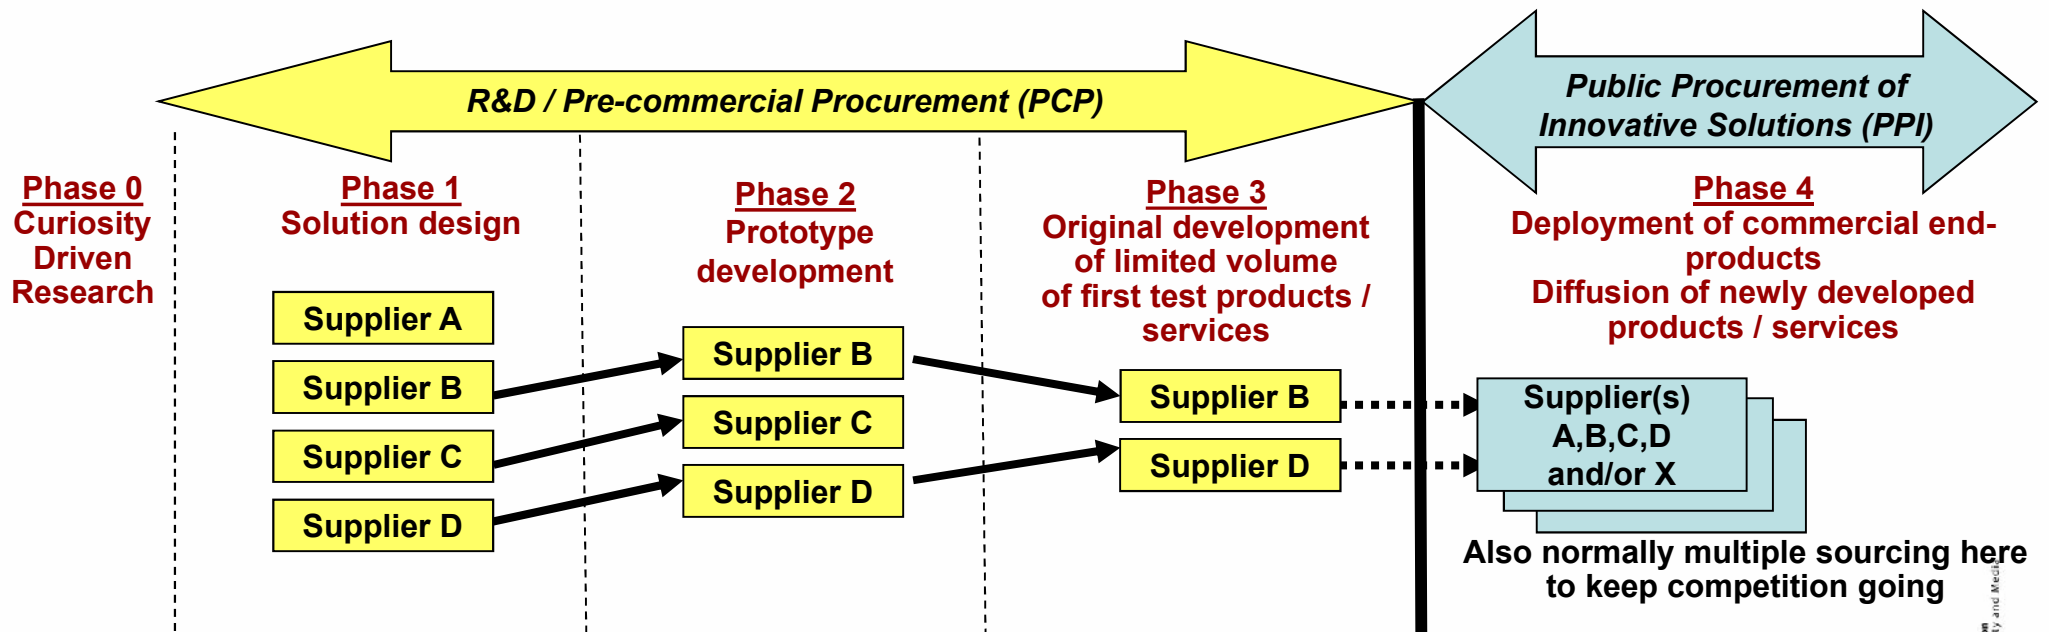 R&D / Pre-commercial Procurement (PCP)
Public Procurement of
Innovative Solutions (PPI)
Phase 0
Curiosity
Driven
Research
Phase 1
Solution design
Supplier A
Supplier B
Supplier C
Supplier D
Phase 2
Prototype
development
Supplier B
Supplier C
Supplier D
Phase 3
Original development
of limited volume
of first test products /
services
Supplier B
Supplier D
Phase 4
Deployment of commercial end-
products
Diffusion of newly developed
products / services
Supplier(s)
A,B,C,D
and/or X
Also normally multiple sourcing here
to keep competition going
and Media